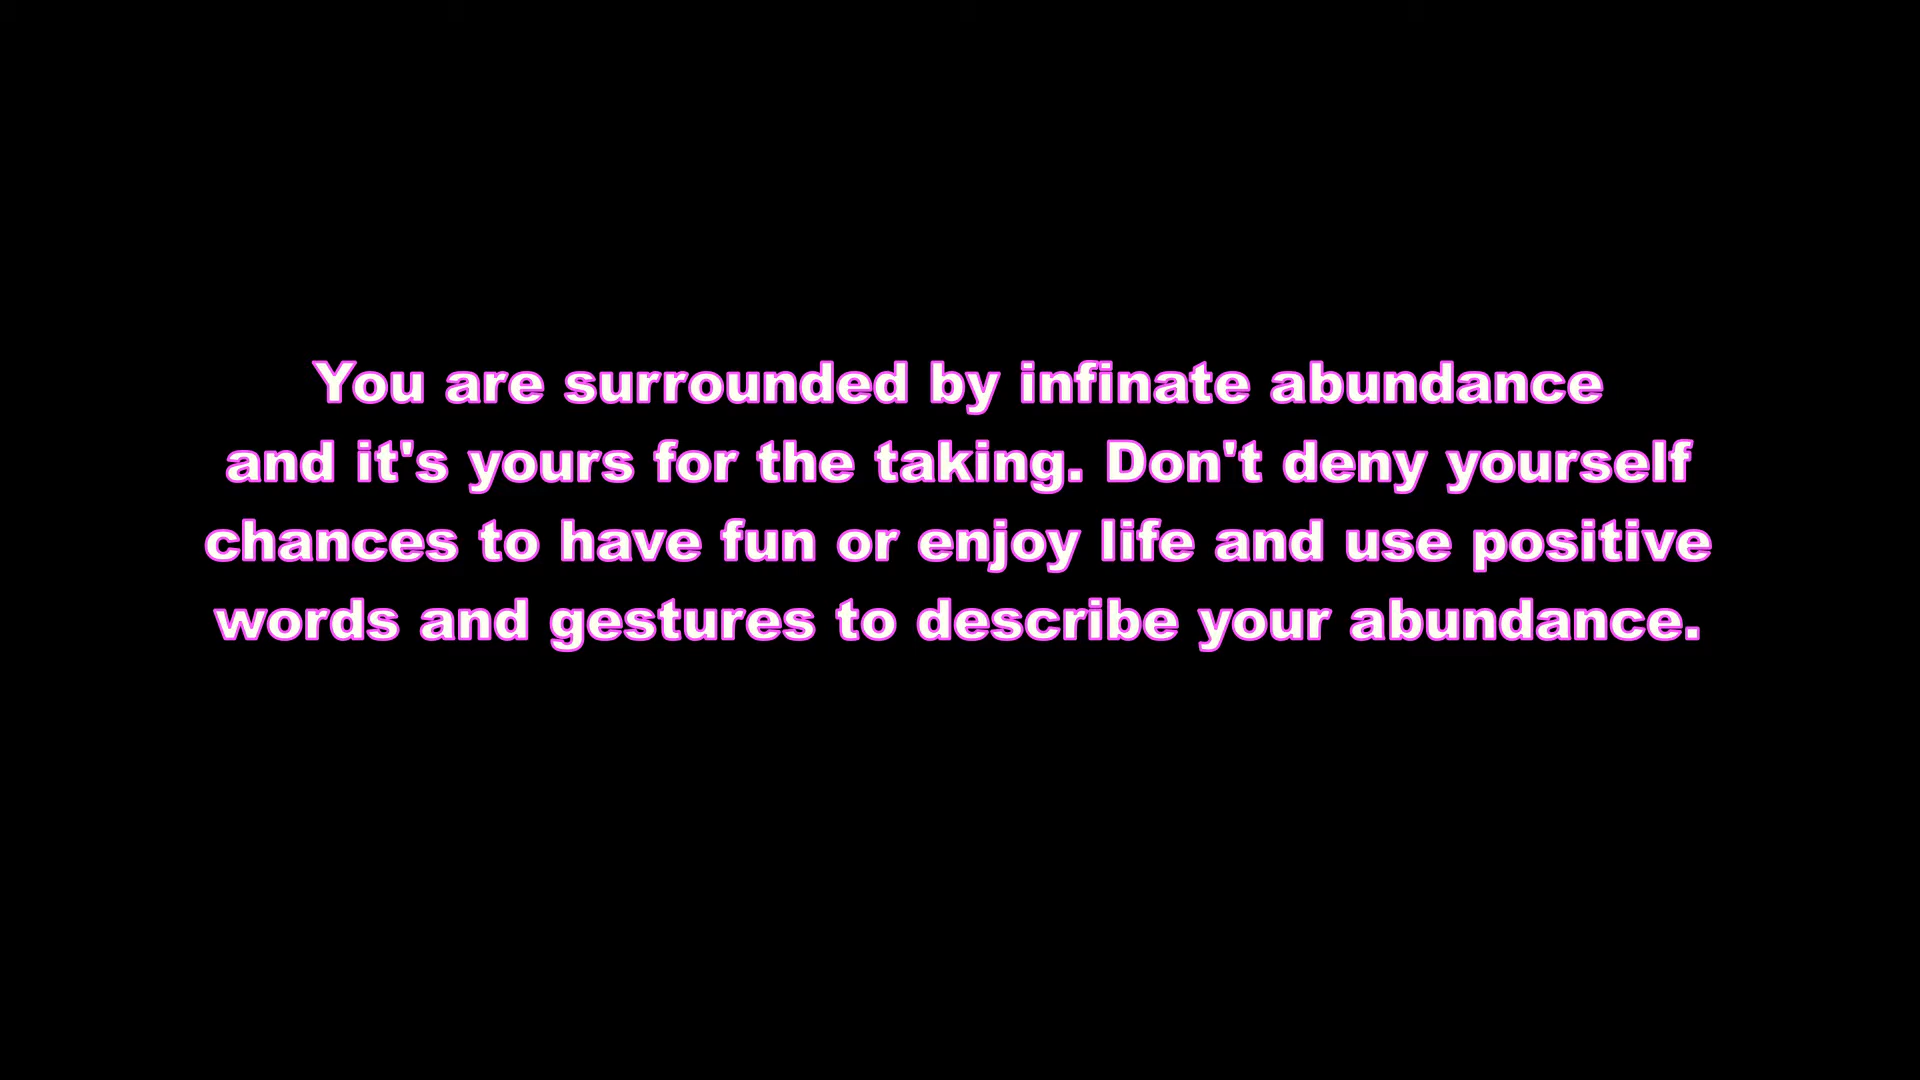 You are surrounded by infinate abundance
and it's yours for the taking. Don't deny yourself
chances to have fun or enjoy life and use positive
words and gestures to describe your abundance.